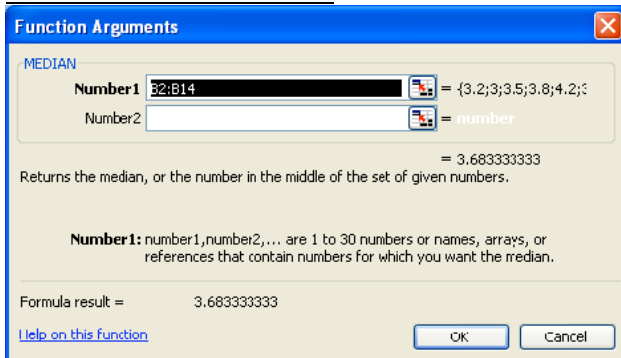 Function Arguments
MEDIAN
Number1 B2:B14 = {3.2;3;3.5;3.8;4.2;3
Number2 = number
= 3.683333333
Returns the median, or the number in the middle of the set of given numbers.
Number1: number1,number2,... are 1 to 30 numbers or names, arrays, or
references that contain numbers for which you want the median.
Formula result = 3.683333333
Help on this function OK Cancel